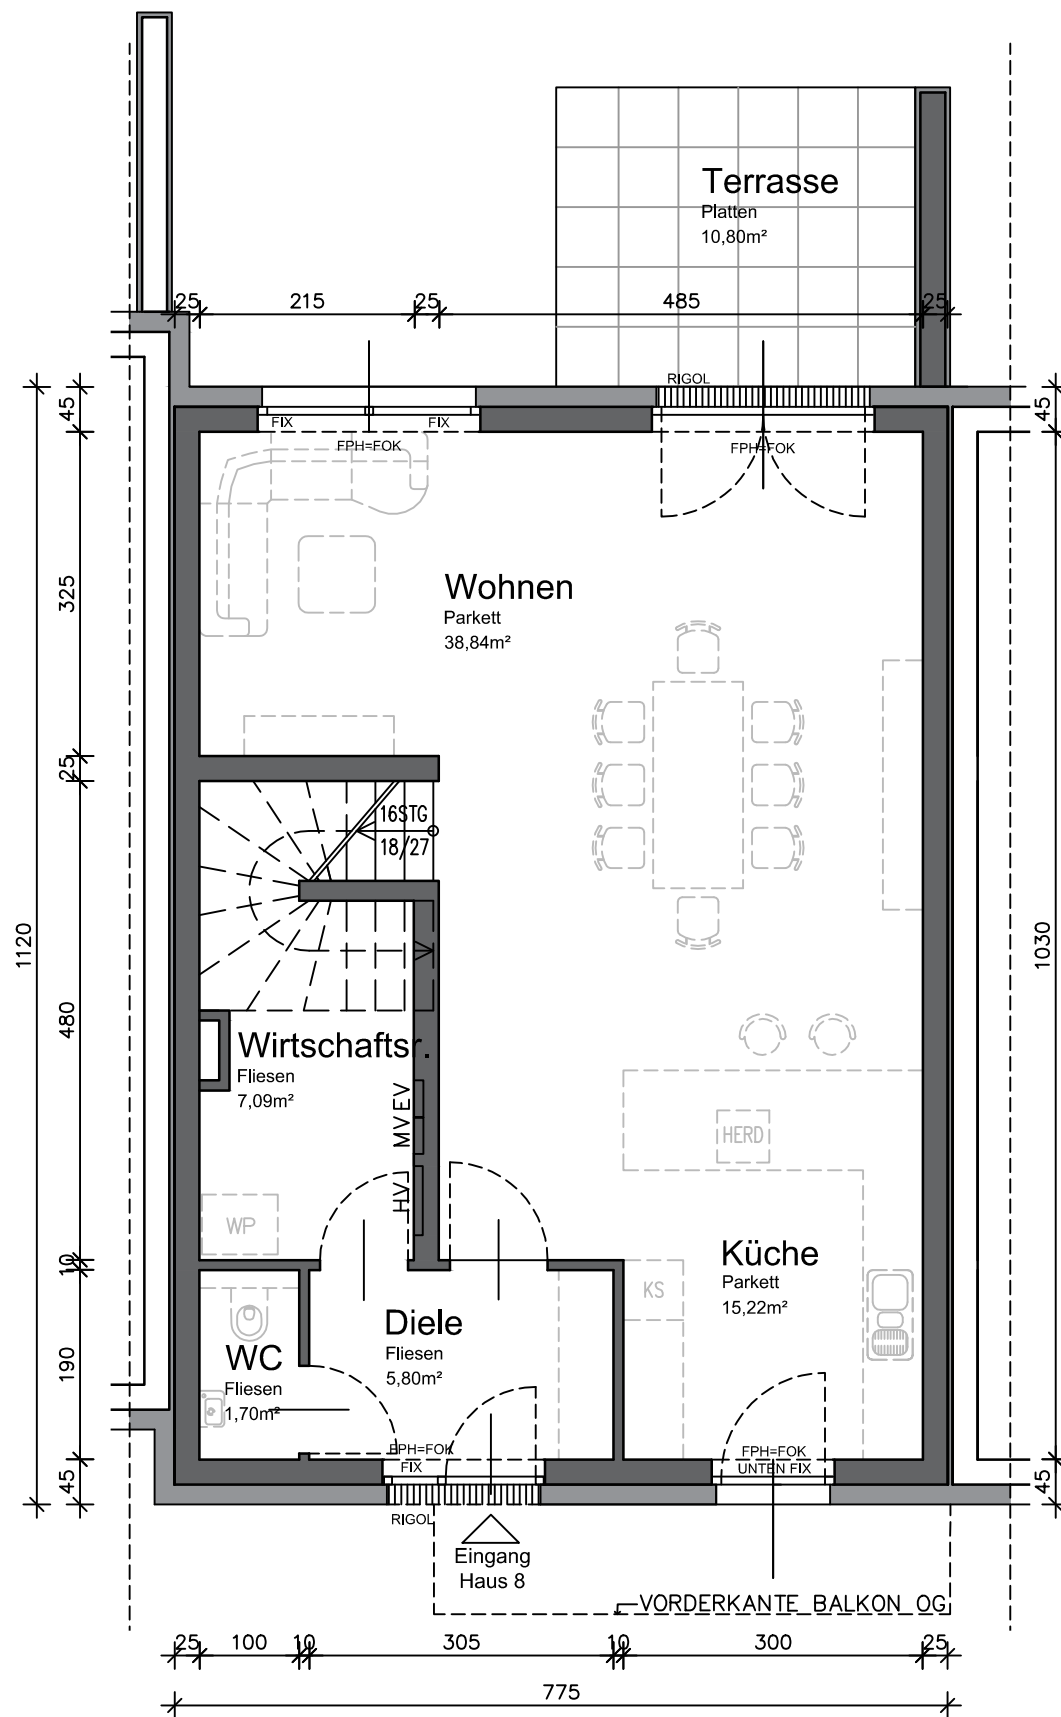 Terrasse
Platten
10,80m²
25
215
25
485
25
RIGOL
45
45
FIX
FIX
FPH=FOK
FPH=FOK
325
Wohnen
Parkett
38,84m²
25
16STG
18/27
1120
1030
480
Wirtschaftsr.
Fliesen
7,09m²
EV
MV
HV
HERD
WP
10
Küche
Parkett
15,22m²
KS
Diele
Fliesen
5,80m²
WC
Fliesen
1,70m²
190
FPH=FOK
FIX
FPH=FOK
UNTEN FIX
45
45
RIGOL
Eingang
Haus 8
VORDERKANTE BALKON OG
25
100
10
305
10
300
25
775